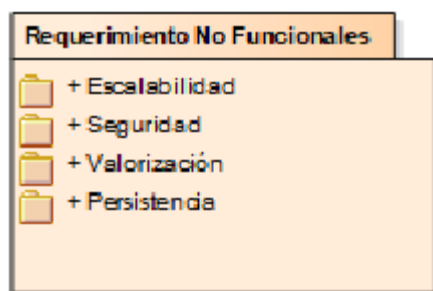 Requerimiento No Funcionales
+ Escalabilidad
+ Seguridad
+ Valorización
+ Persistencia